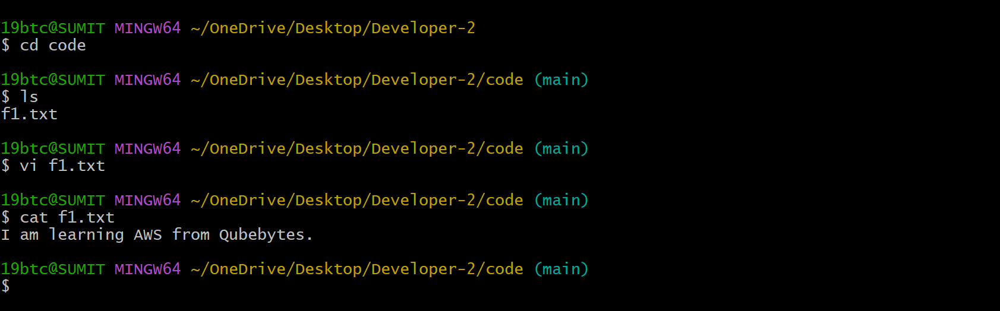 19btc@SUMIT MINGW64 ~/OneDrive/Desktop/Developer-2
$ cd code
19btc@SUMIT MINGW64 ~/OneDrive/Desktop/Developer-2/code (main)
$ ls
f1.txt
19btc@SUMIT MINGW64 ~/OneDrive/Desktop/Developer-2/code (main)
$ vi f1.txt
19btc@SUMIT MINGW64 ~/OneDrive/Desktop/Developer-2/code (main)
$ cat f1.txt
I am learning AWS from Qubebytes.
19btc@SUMIT MINGW64 ~/OneDrive/Desktop/Developer-2/code (main)
$